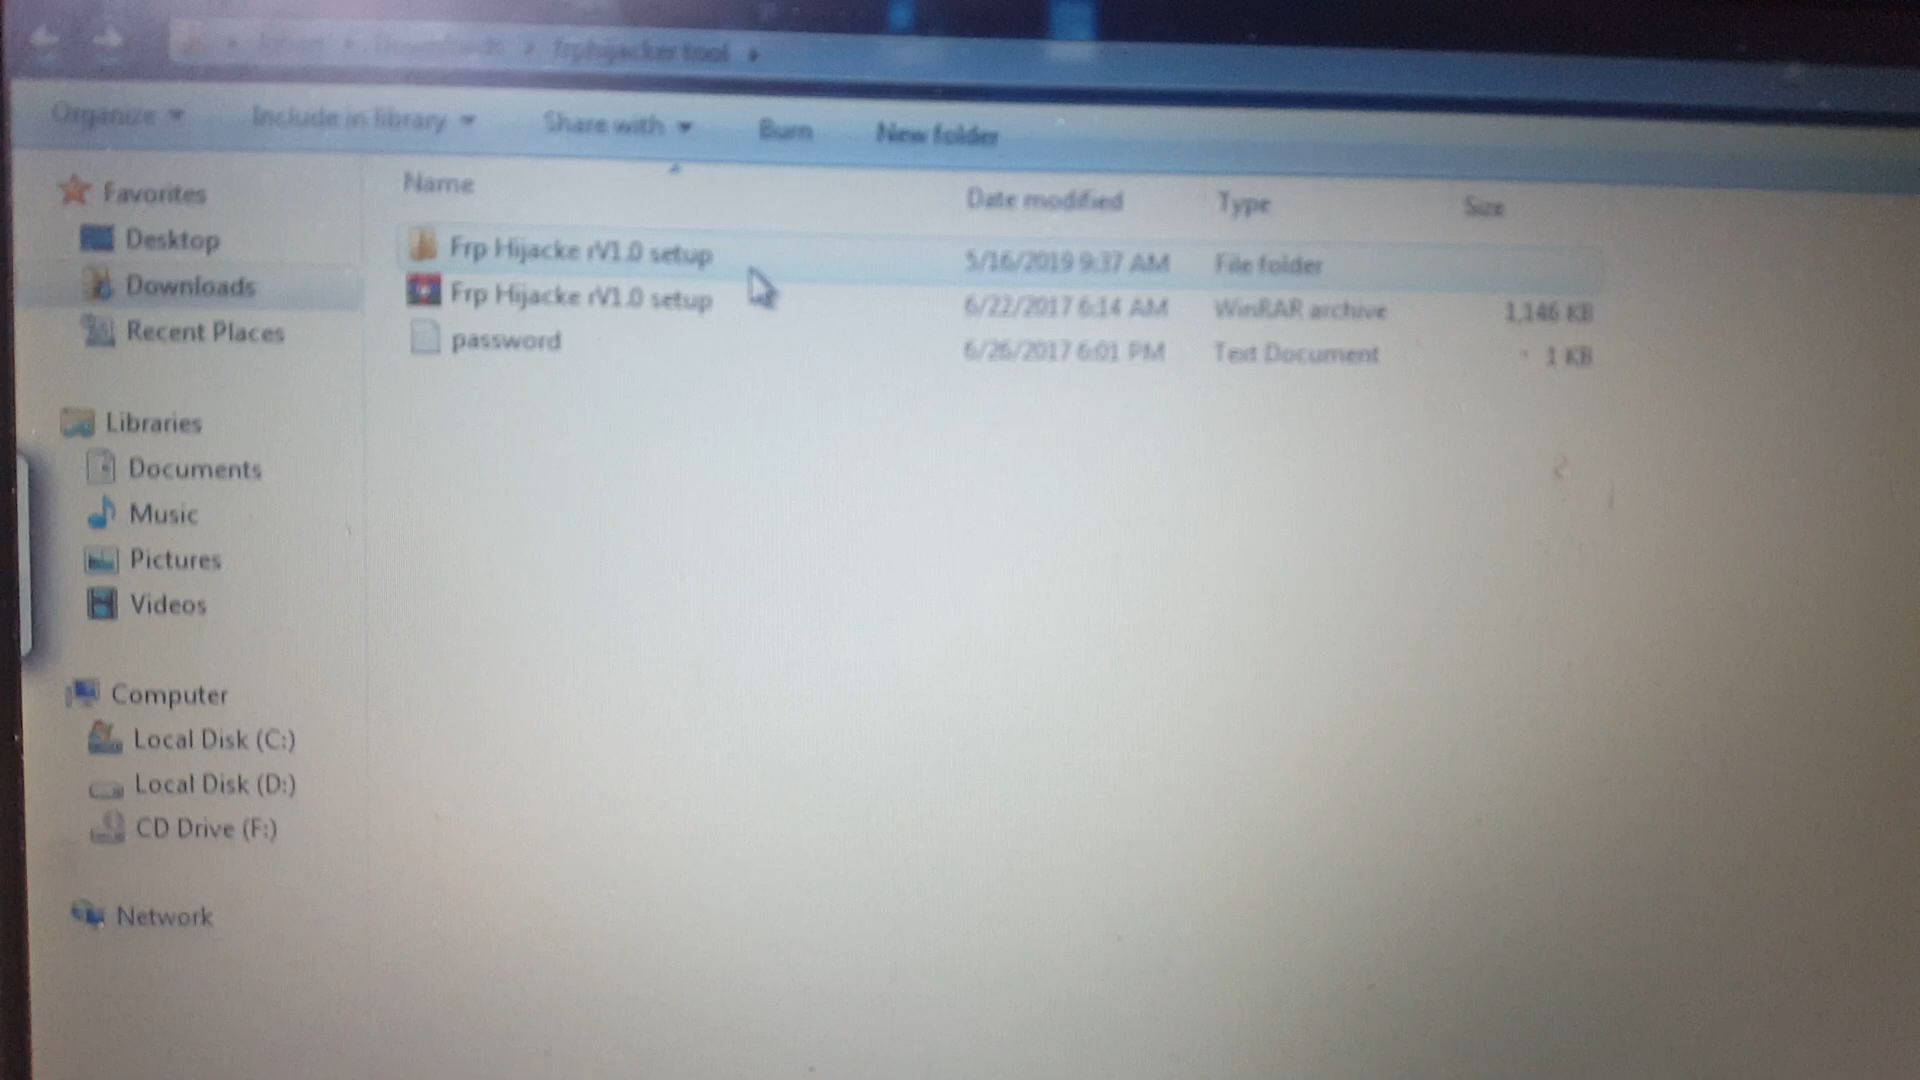 Downloads frphijacker tool
Organize Include in library Share with Burn New folder
Favorites
Desktop
Downloads
Recent Places
Libraries
Documents
Music
Pictures
Videos
Computer
Local Disk (C:)
Local Disk (D:)
CD Drive (F:)
Network
Name Date modified Type Size
Frp Hijacke rV1.0 setup 5/16/2019 9:37 AM File folder
Frp Hijacke rV1.0 setup 6/22/2017 6:14 AM WinRAR archive 1,146 KB
password 6/26/2017 6:01 PM Text Document 1 KB